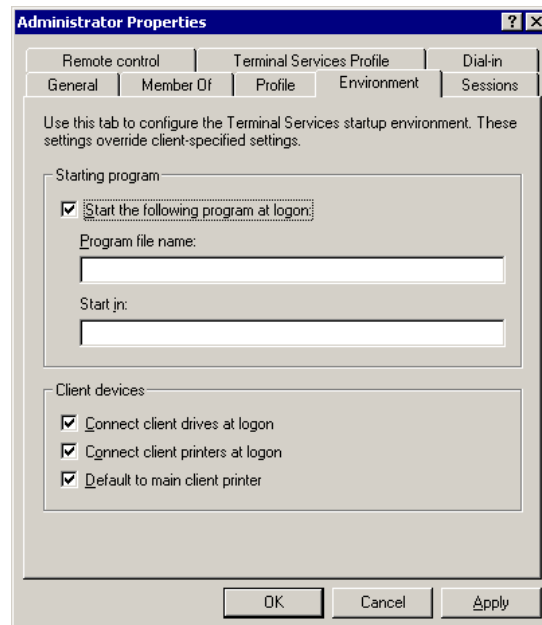 Administrator Properties
Remote control
Terminal Services Profile
Dial-in
General
Member Of
Profile
Environment
Sessions
Use this tab to configure the Terminal Services startup environment. These
settings override client-specified settings.
Starting program
Start the following program at logon:
Program file name:
Start in:
Client devices
Connect client drives at logon
Connect client printers at logon
Default to main client printer
OK
Cancel
Apply